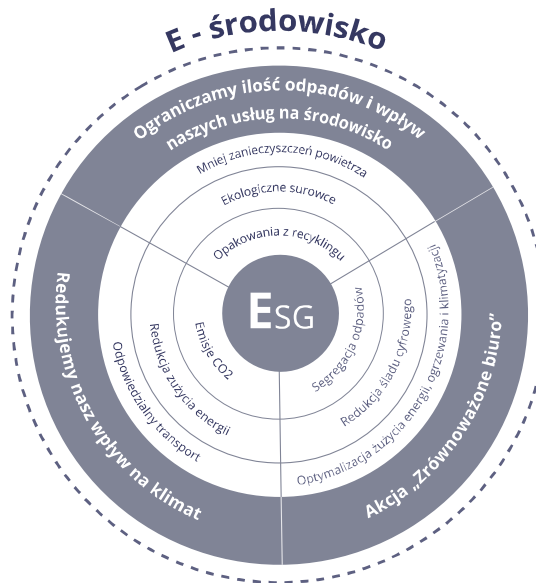 E - środowisko
Ograniczamy ilość odpadów i wpływ
naszych usług na środowisko
Mniej zanieczyszczeń powietrza
Ekologiczne surowce
Opakowania z recyklingu
ESG
Emisje CO2
Redukcja zużycia energii
Odpowiedzialny transport
Redukujemy nasz wpływ na klimat
Segregacja odpadów
Redukcja śladu cyfrowego
Optymalizacja zużycia energii, ogrzewania i klimatyzacji
Akcja „Zrównoważone biuro”